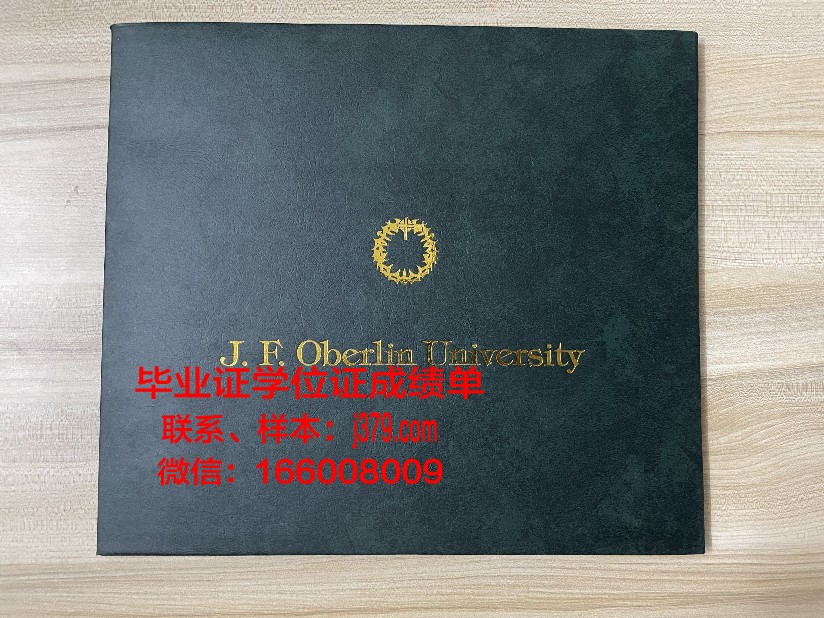 J. F. Oberlin University
毕业证学位证成绩单
联系、样本：j379.com
微信：166008009